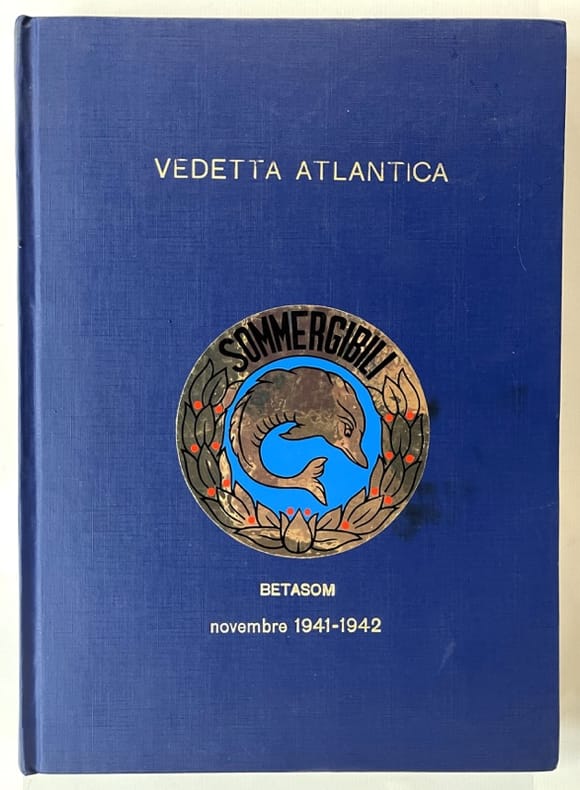 VEDETTA ATLANTICA
SOMMERGIBILI
BETASOM
novembre 1941-1942